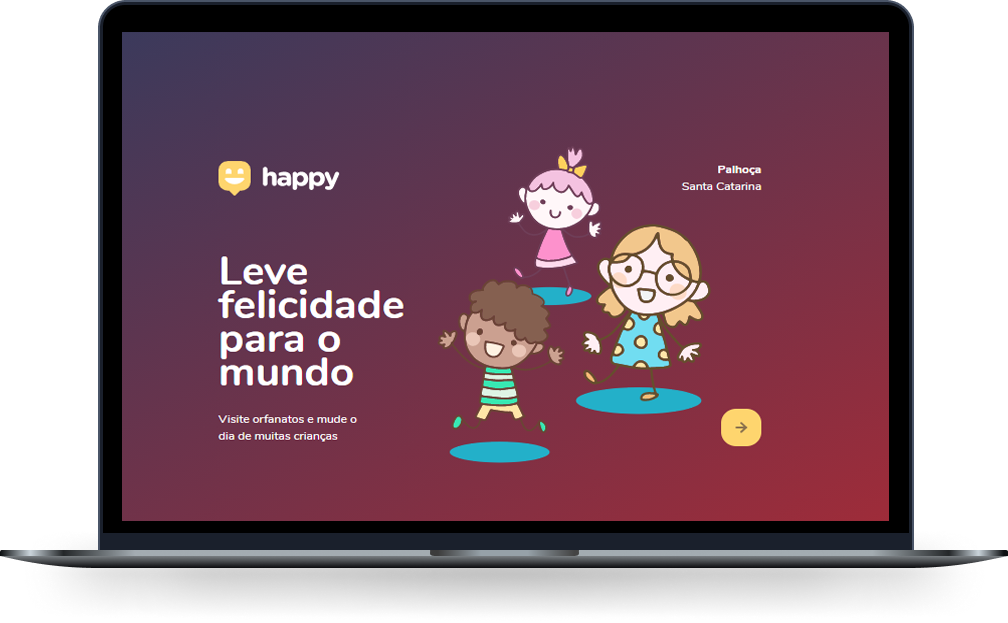 happy
Palhoça
Santa Catarina
Leve
felicidade
para o
mundo
Visite orfanatos e mude o
dia de muitas crianças